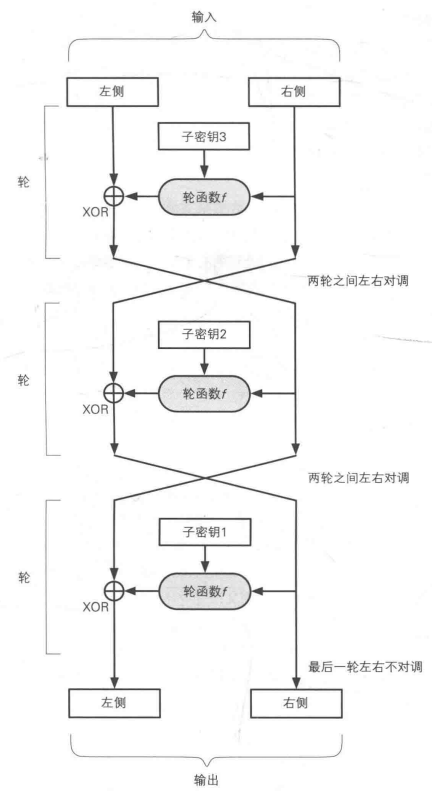 输入
左侧
右侧
子密钥3
轮
轮函数f
XOR
两轮之间左右对调
子密钥2
轮
轮函数f
XOR
两轮之间左右对调
子密钥1
轮
轮函数f
XOR
最后一轮左右不对调
左侧
右侧
输出